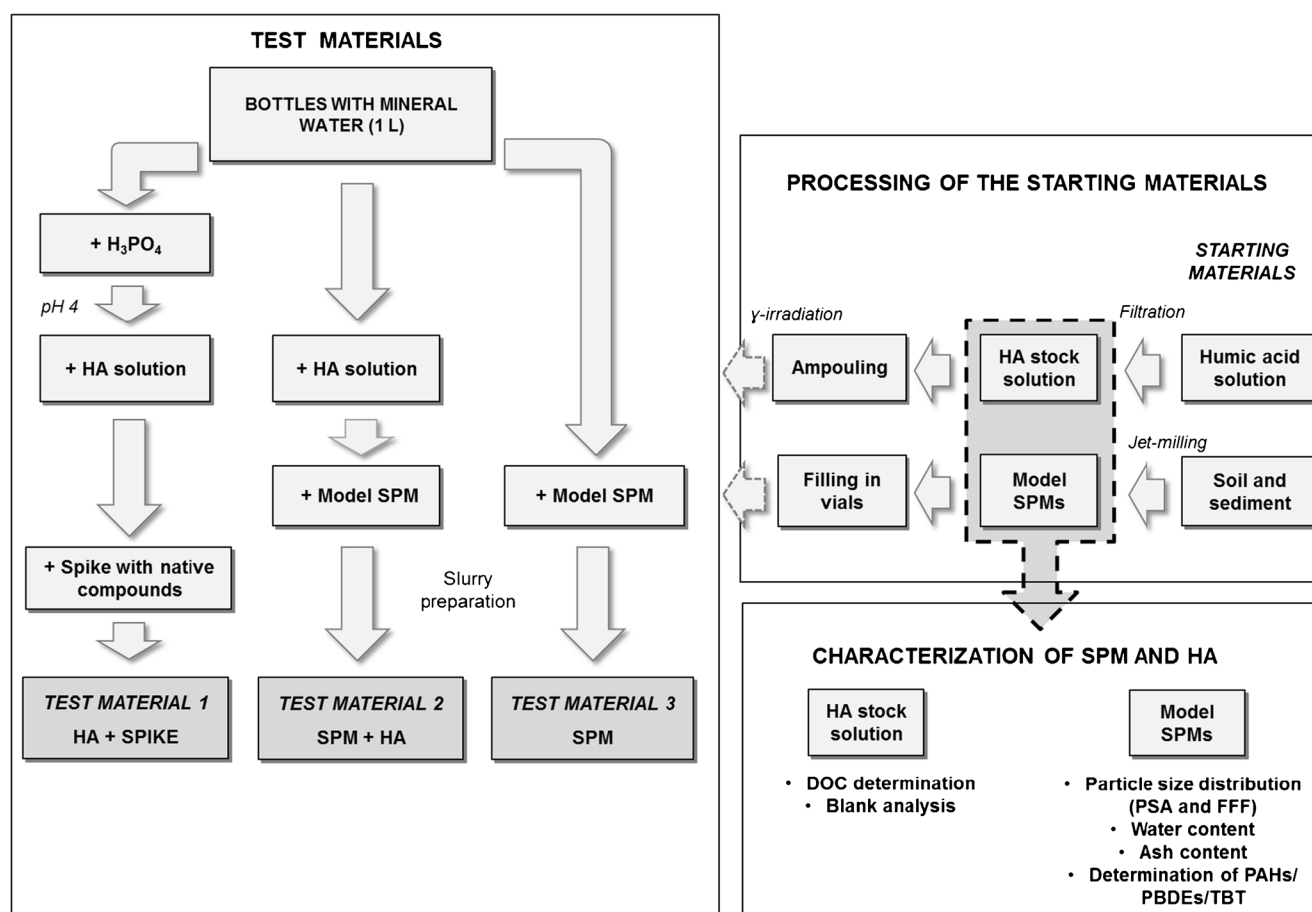 TEST MATERIALS
BOTTLES WITH MINERAL
WATER (1 L)
+ H₃PO₄
pH 4
+ HA solution
+ Spike with native
compounds
TEST MATERIAL 1
HA + SPIKE
+ HA solution
+ Model SPM
TEST MATERIAL 2
SPM + HA
+ Model SPM
Slurry
preparation
TEST MATERIAL 3
SPM
PROCESSING OF THE STARTING MATERIALS
STARTING
MATERIALS
γ-irradiation
Filtration
Ampouling
HA stock
solution
Humic acid
solution
Jet-milling
Filling in
vials
Model
SPMs
Soil and
sediment
CHARACTERIZATION OF SPM AND HA
HA stock
solution
• DOC determination
• Blank analysis
Model
SPMs
• Particle size distribution
(PSA and FFF)
• Water content
• Ash content
• Determination of PAHs/
PBDEs/TBT